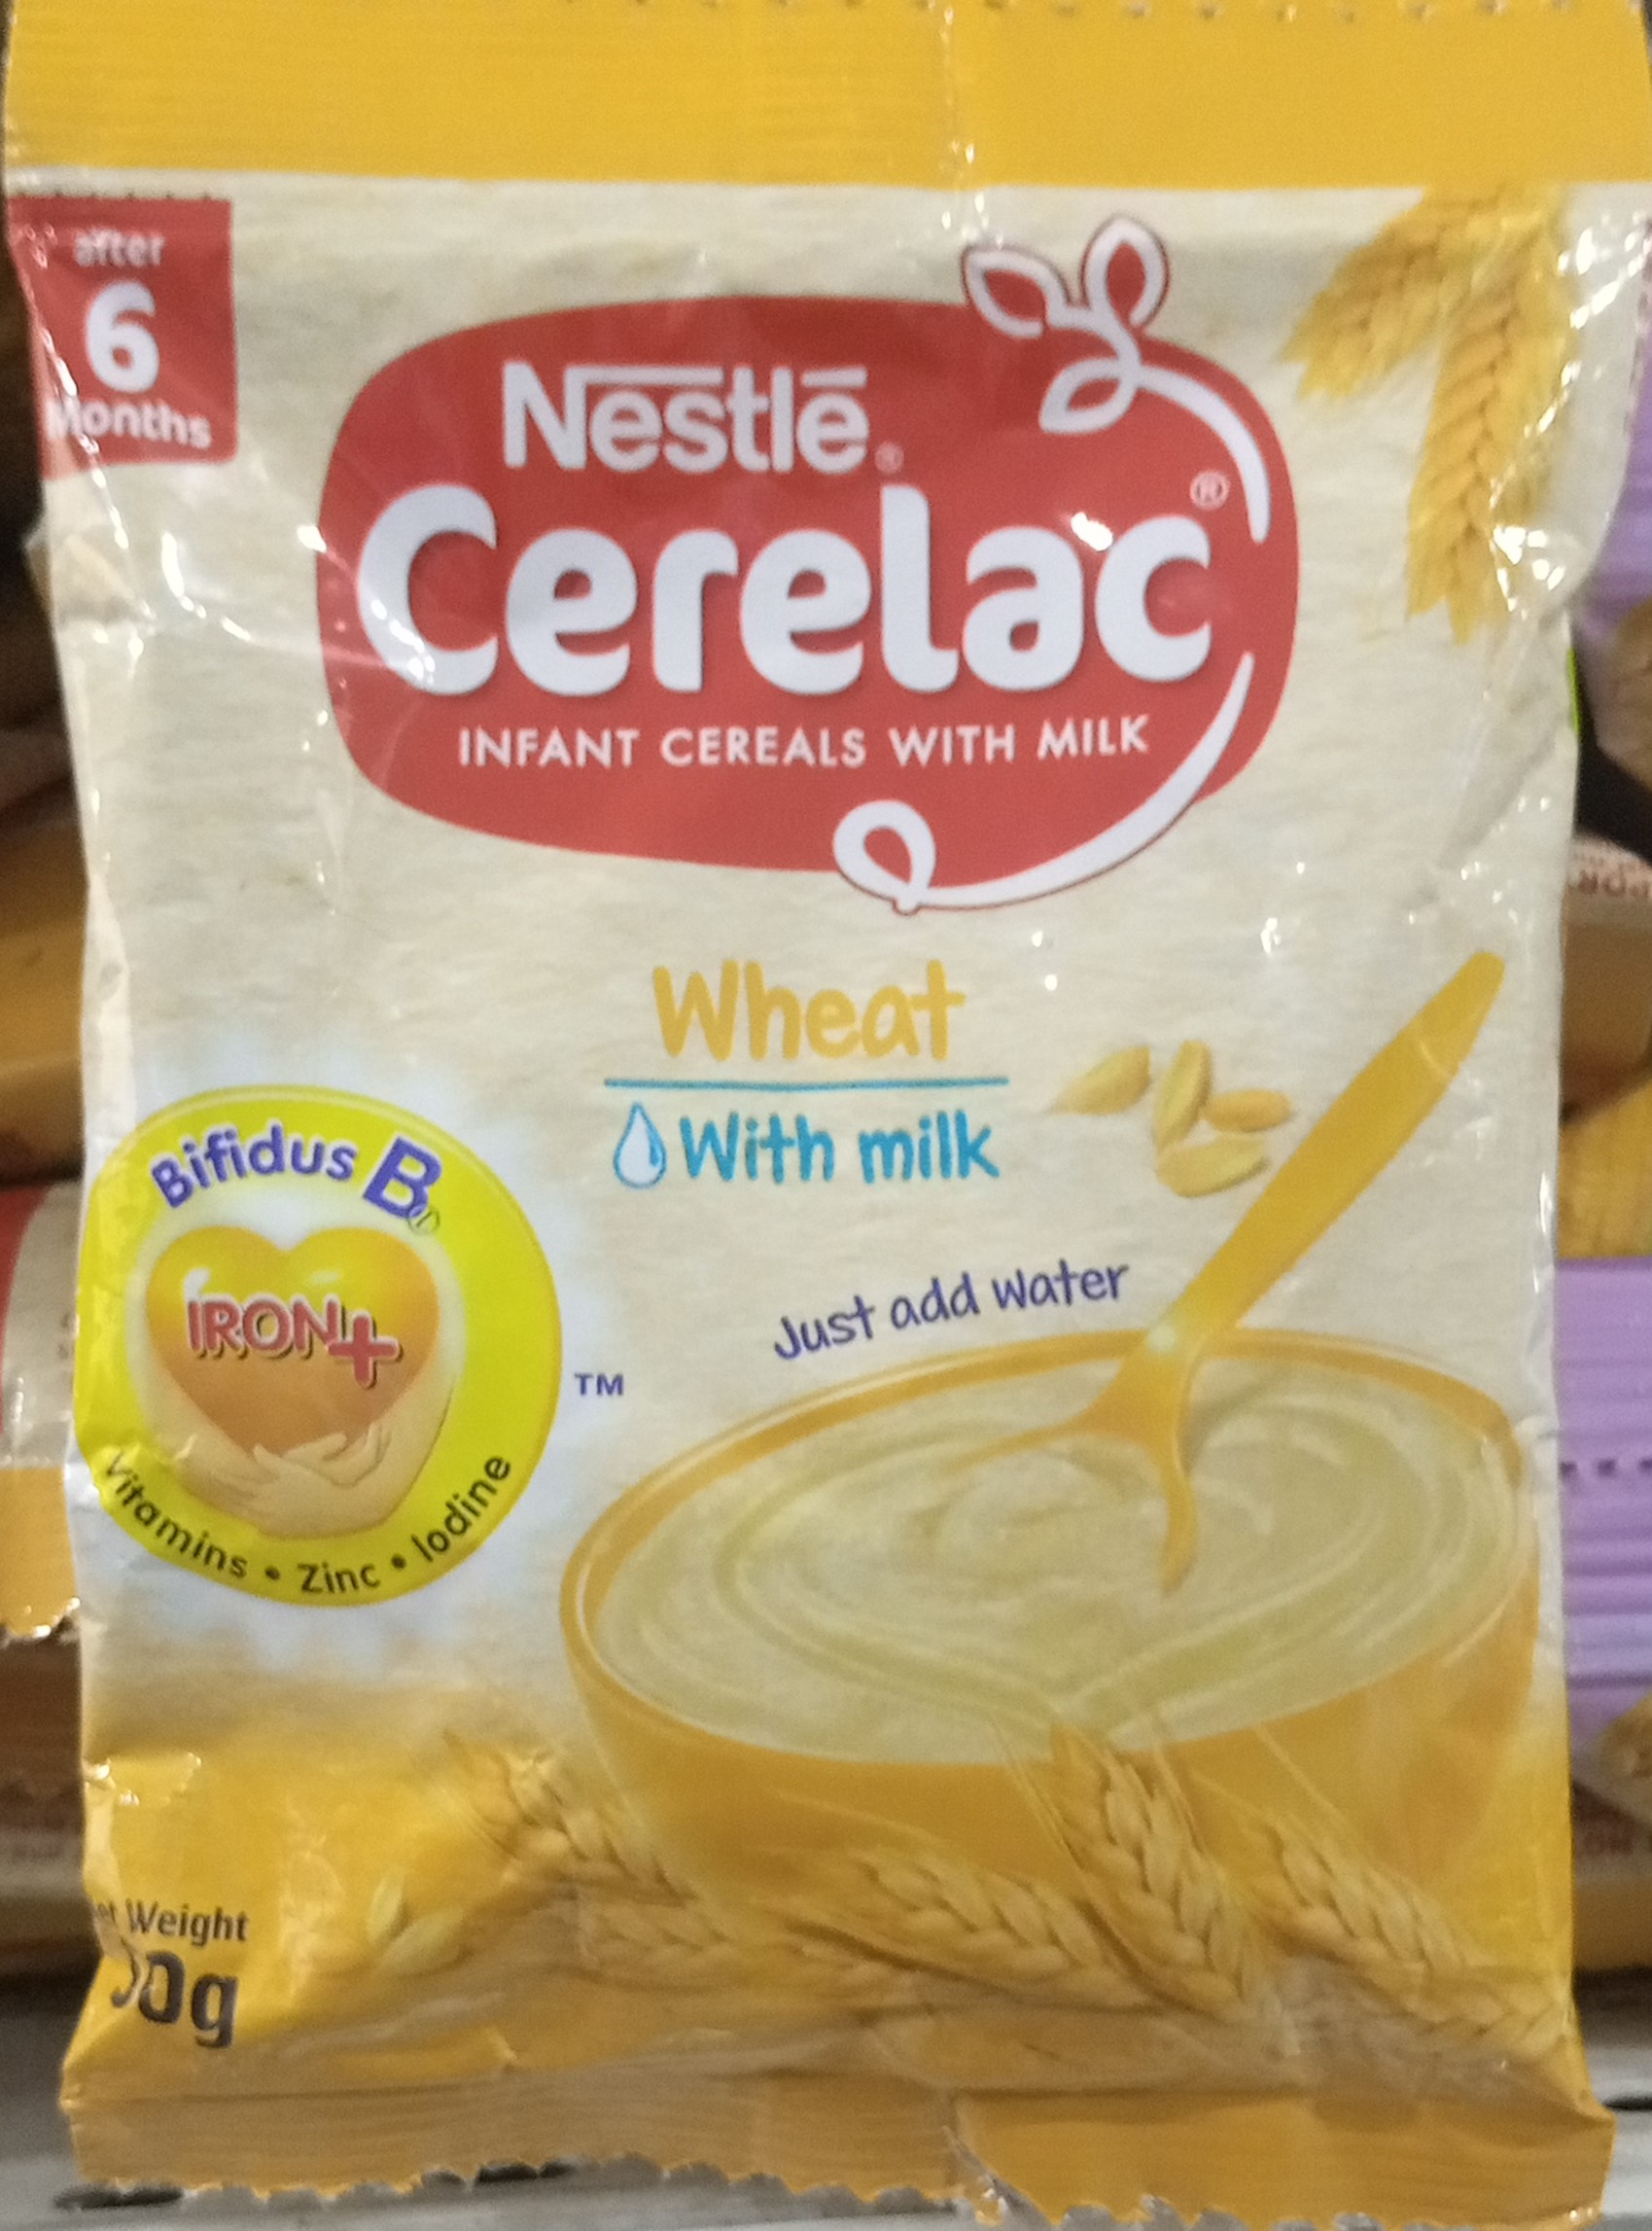 after
6
Months
Nestlé®
Cerelac®
INFANT CEREALS WITH MILK
Wheat
With milk
Bifidus BL
IRON+
Vitamins • Zinc • Iodine
TM
Just add water
Weight